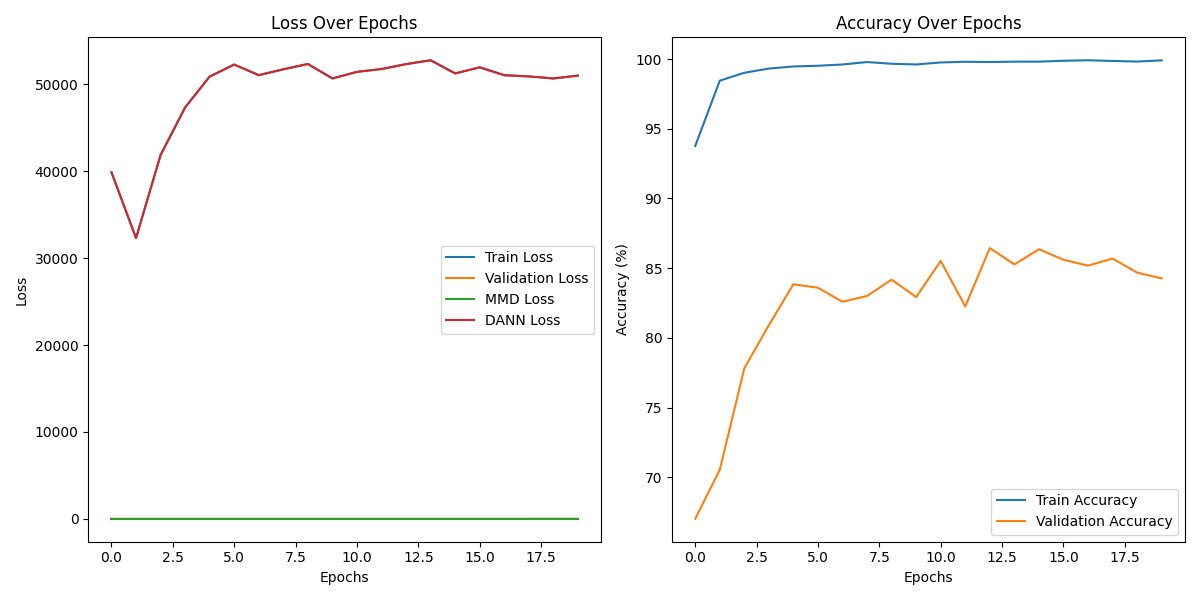 Loss Over Epochs
50000
40000
30000
20000
10000
0
Loss
Train Loss
Validation Loss
MMD Loss
DANN Loss
0.0 2.5 5.0 7.5 10.0 12.5 15.0 17.5
Epochs
Accuracy Over Epochs
100
95
90
85
80
75
70
Accuracy (%)
Train Accuracy
Validation Accuracy
0.0 2.5 5.0 7.5 10.0 12.5 15.0 17.5
Epochs